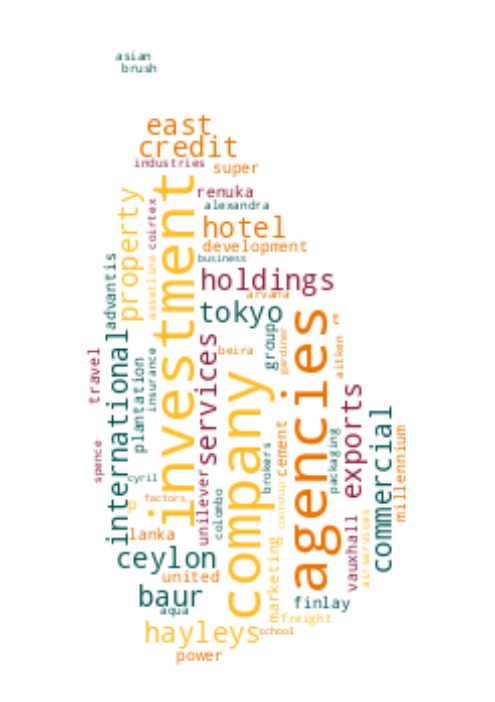 asian
brush
east
credit
industries
super
renuka
alexandra
property
coirtex
investment
hotel
development
business
advantis
assetline
holdings
arvana
tokyo
international
services
group
gardiner
agencies
beira
aitken
travel
plantation
insurance
company
exports
commercial
millennium
spence
cyril
factors
unilever
colombo
brokers
cement
packaging
lanka
ceylon
united
marketing
vauxhall
airservices
baur
aqua
finlay
hayleys
school
freight
power